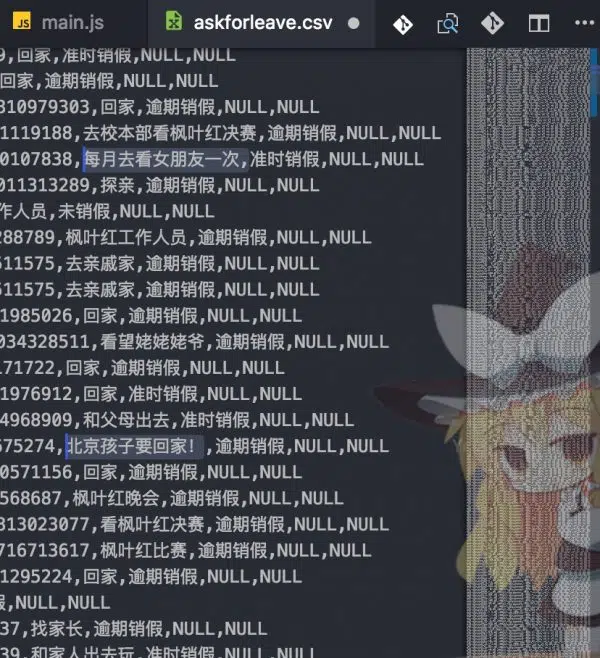 main.js askforleave.csv
9,回家,准时销假,NULL,NULL
回家,逾期销假,NULL,NULL
810979303,回家,逾期销假,NULL,NULL
1119188,去校本部看枫叶红决赛,逾期销假,NULL,NULL
0107838,每月去看女朋友一次,准时销假,NULL,NULL
011313289,探亲,逾期销假,NULL,NULL
作人员,未销假,NULL,NULL
288789,枫叶红工作人员,逾期销假,NULL,NULL
511575,去亲戚家,逾期销假,NULL,NULL
511575,去亲戚家,逾期销假,NULL,NULL
1985026,回家,逾期销假,NULL,NULL
034328511,看望姥姥姥爷,逾期销假,NULL,NULL
171722,回家,逾期销假,NULL,NULL
1976912,回家,准时销假,NULL,NULL
4968909,和父母出去,准时销假,NULL,NULL
675274,北京孩子要回家!,逾期销假,NULL,NULL
0571156,回家,逾期销假,NULL,NULL
568687,枫叶红晚会,逾期销假,NULL,NULL
813023077,看枫叶红决赛,逾期销假,NULL,NULL
716713617,枫叶红比赛,逾期销假,NULL,NULL
1295224,回家,逾期销假,NULL,NULL
假,NULL,NULL
37,找家长,逾期销假,NULL,NULL
39,和家人出去玩,准时销假,NULL,NULL